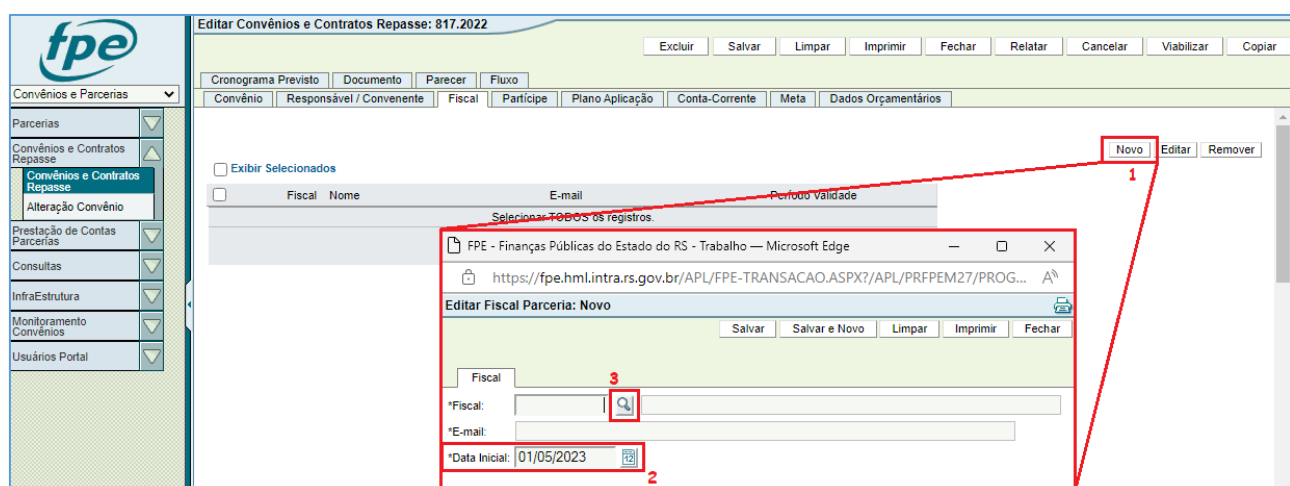 fpe
Editar Convênios e Contratos Repasse: 817.2022
Excluir Salvar Limpar Imprimir Fechar Relatar Cancelar Viabilizar Copiar
Cronograma Previsto Documento Parecer Fluxo
Convênio Responsável / Convenente Fiscal Partícipe Plano Aplicação Conta-Corrente Meta Dados Orçamentários
Convênios e Parcerias
Parcerias
Convênios e Contratos
Repasse
Convênios e Contratos
Repasse
Alteração Convênio
Prestação de Contas
Parcerias
Consultas
InfraEstrutura
Monitoramento
Convênios
Usuários Portal
Novo Editar Remover
1
Exibir Selecionados
Fiscal Nome E-mail Período Validade
Selecionar TODOS os registros.
FPE - Finanças Públicas do Estado do RS - Trabalho — Microsoft Edge
https://fpe.hml.intra.rs.gov.br/APL/FPE-TRANSACAO.ASPX?/APL/PRFPEM27/PROG... A
Editar Fiscal Parceria: Novo
Salvar Salvar e Novo Limpar Imprimir Fechar
Fiscal
3
*Fiscal:
*E-mail:
*Data Inicial: 01/05/2023 12
2